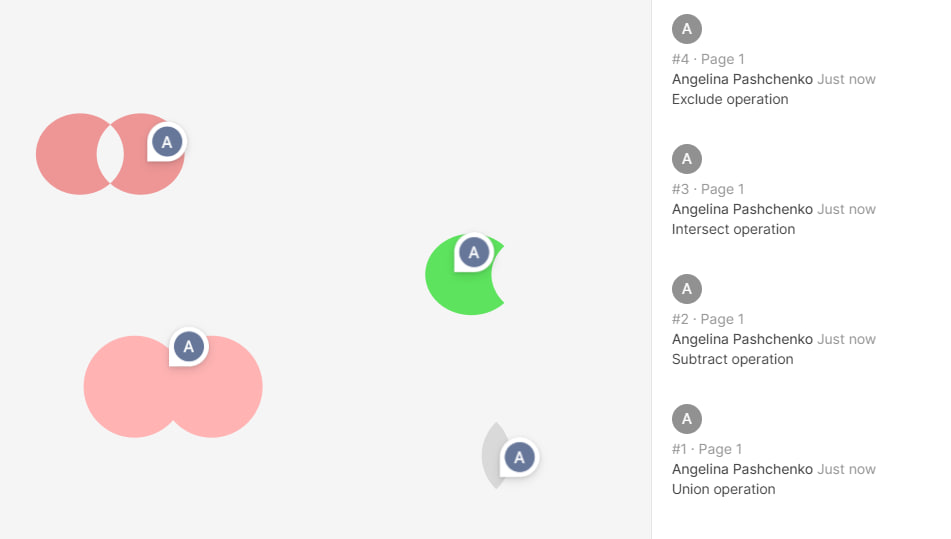 A
A
A
A
A
#4 · Page 1
Angelina Pashchenko Just now
Exclude operation
A
#3 · Page 1
Angelina Pashchenko Just now
Intersect operation
A
#2 · Page 1
Angelina Pashchenko Just now
Subtract operation
A
#1 · Page 1
Angelina Pashchenko Just now
Union operation